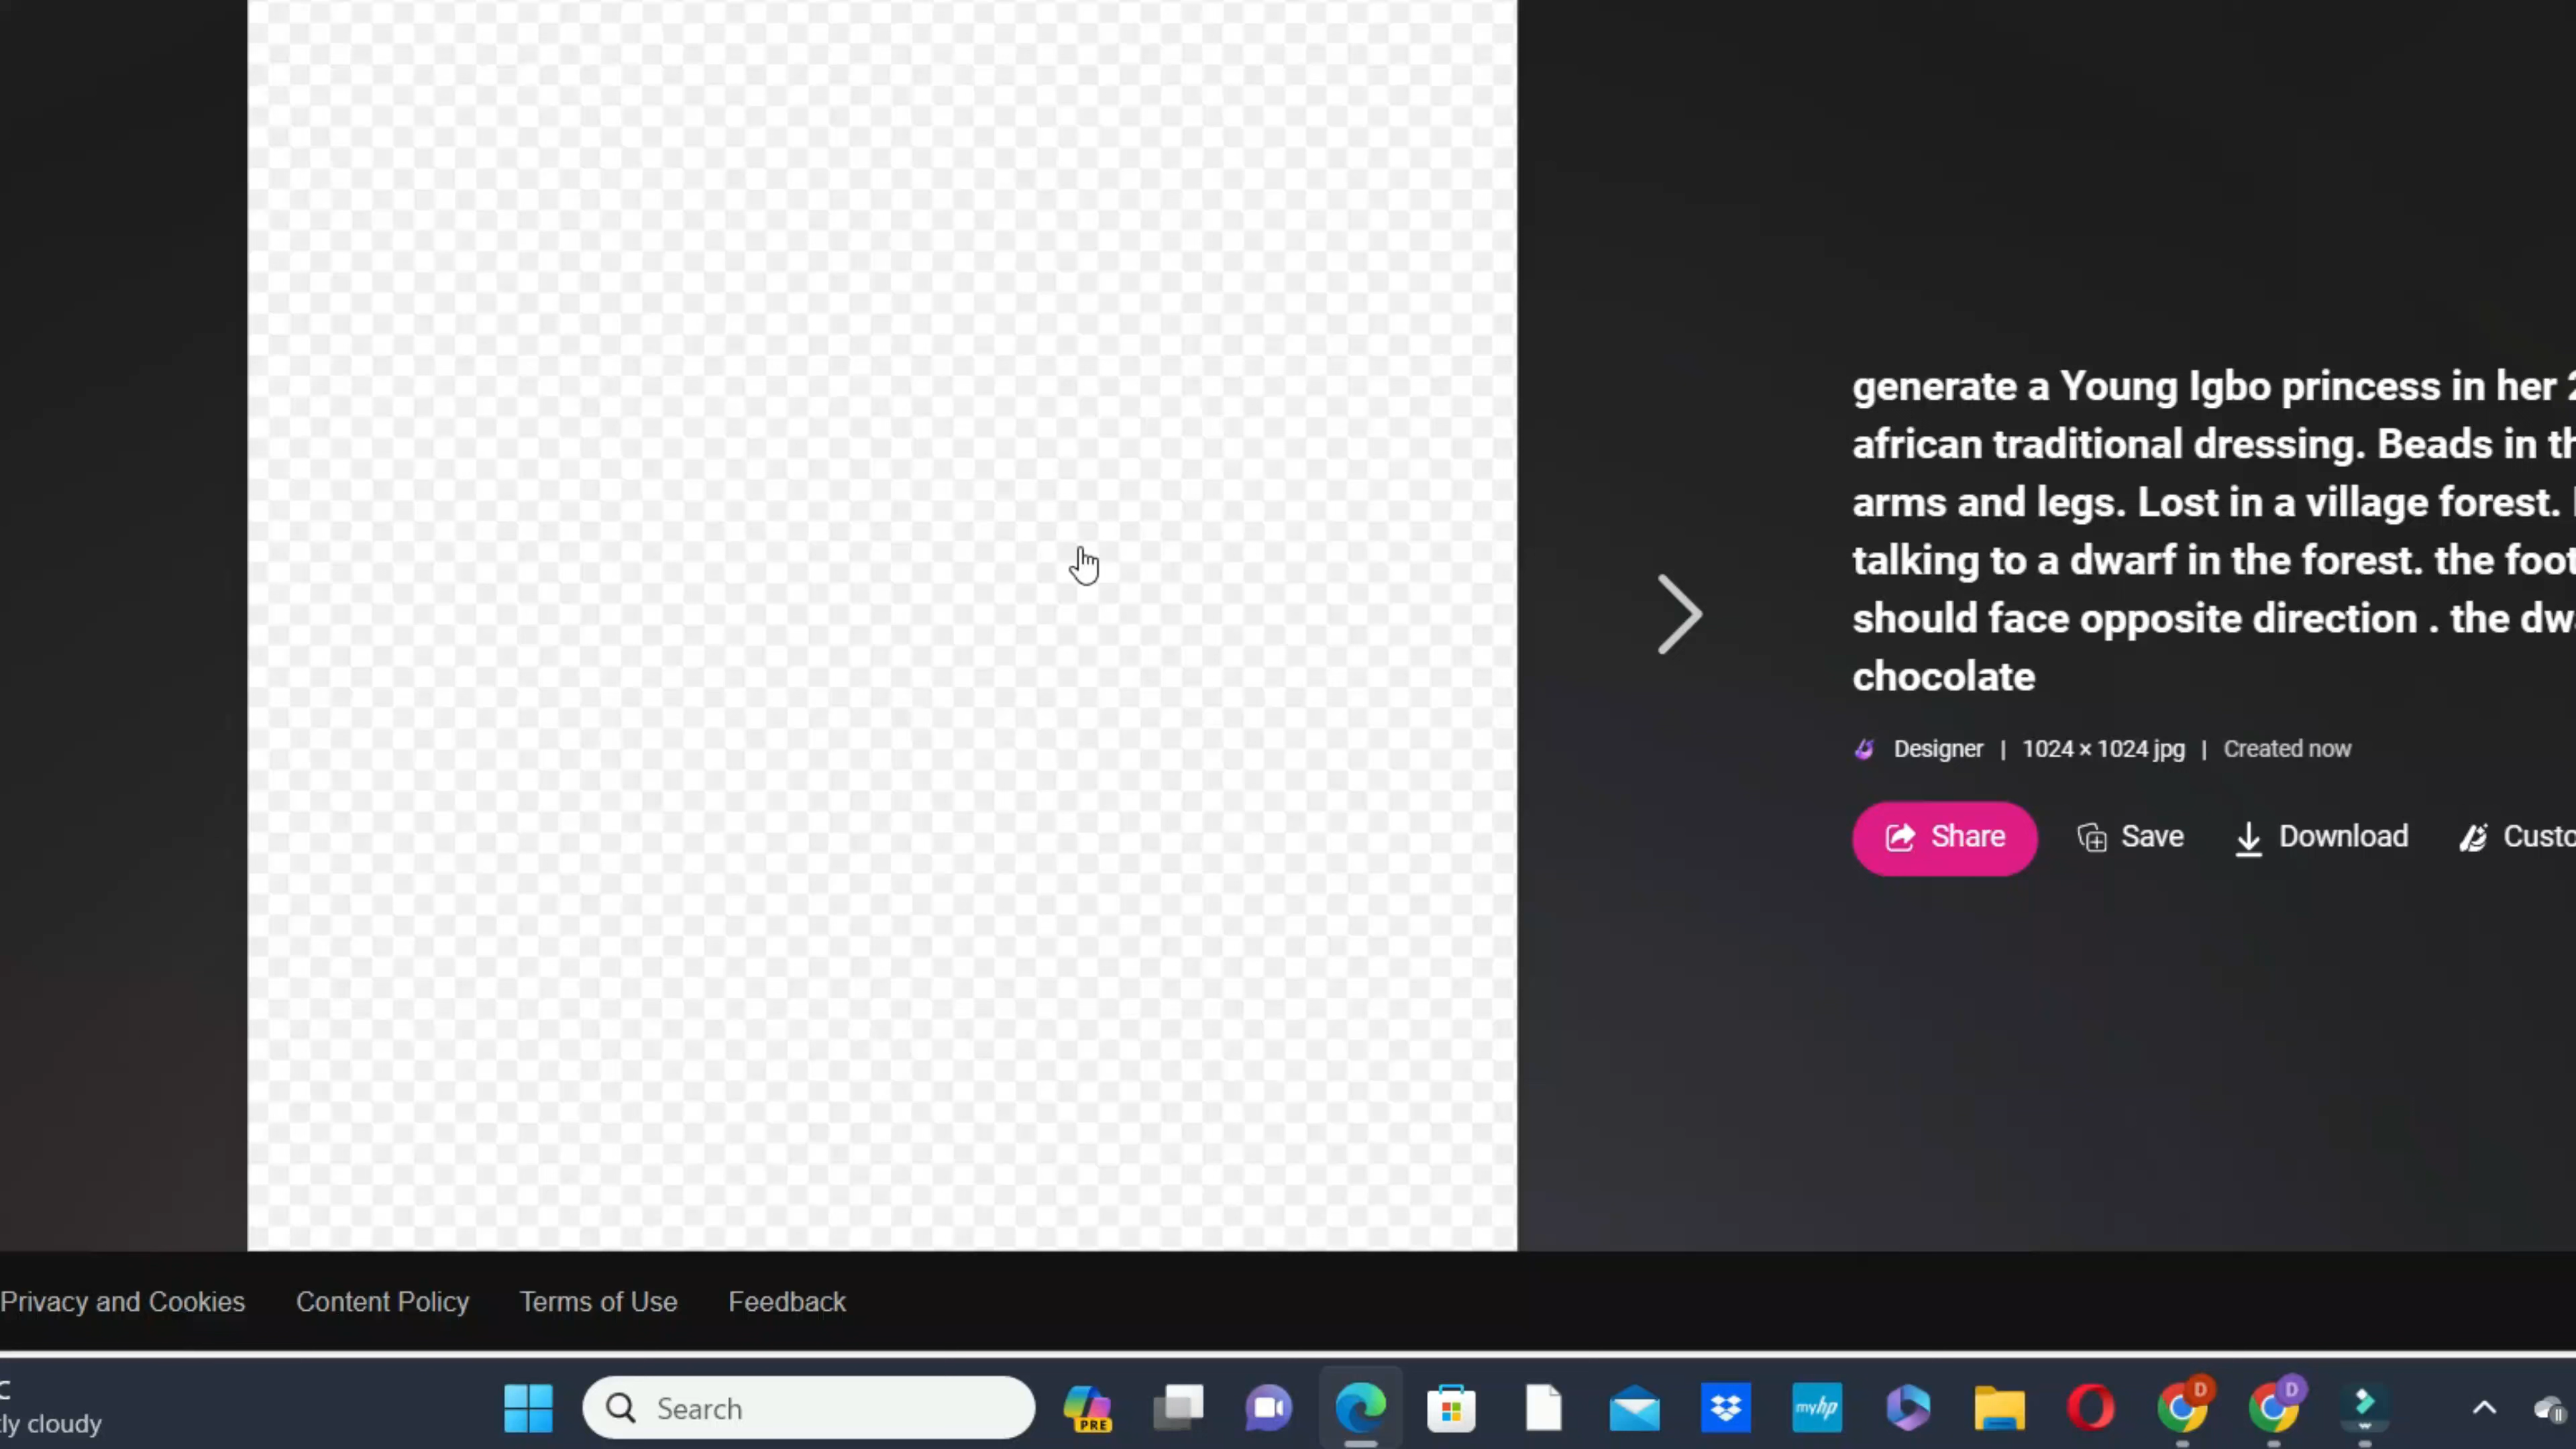 generate a Young Igbo princess in her
african traditional dressing. Beads in
arms and legs. Lost in a village forest.
talking to a dwarf in the forest. the
should face opposite direction . the
chocolate
Designer | 1024 × 1024 jpg | Created now
Share Save Download
Privacy and Cookies Content Policy Terms of Use Feedback
Search
PRE
myhp
D
D
cloudy